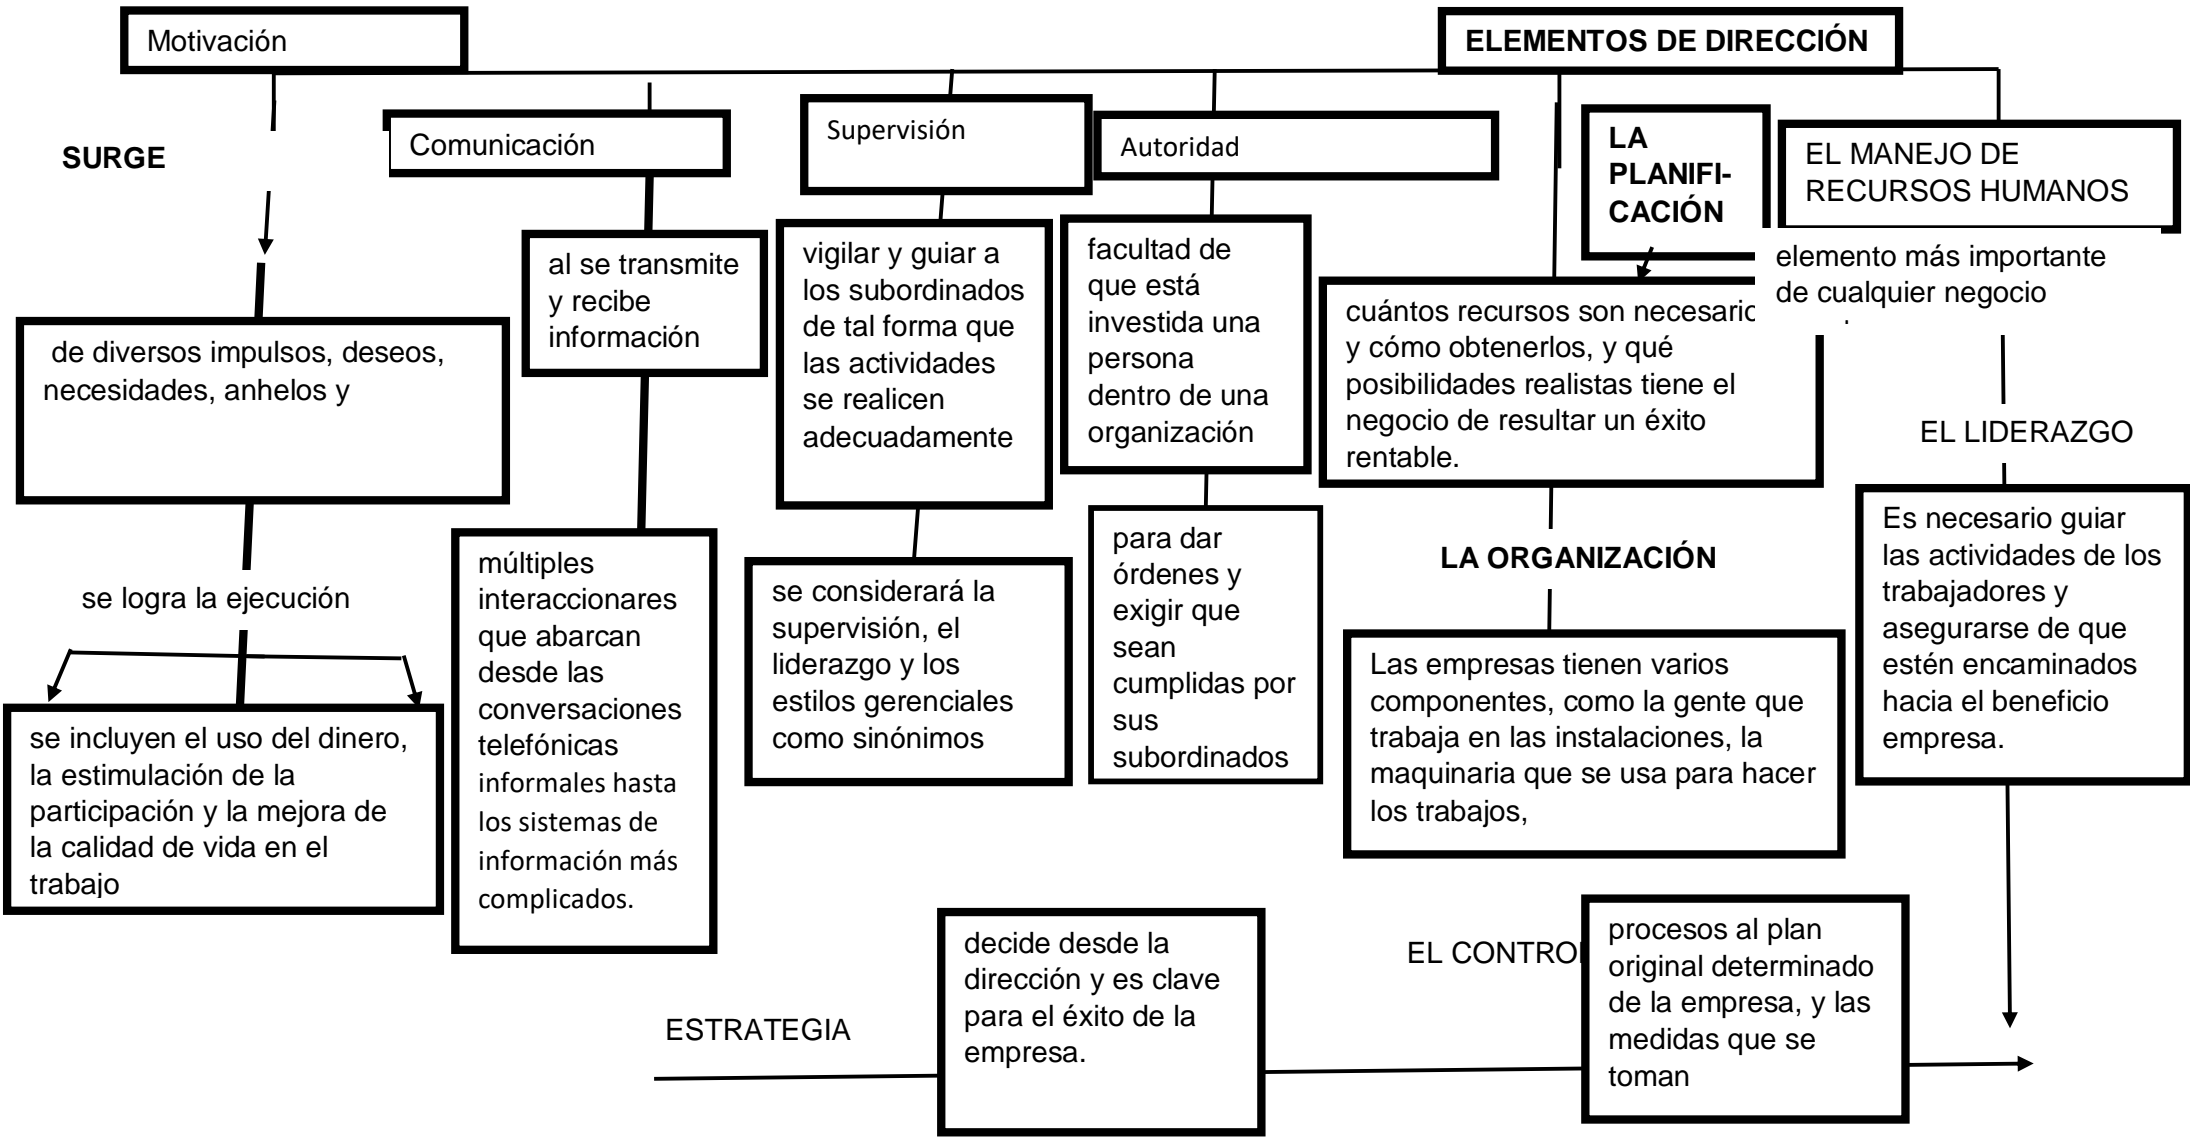 Motivación
ELEMENTOS DE DIRECCIÓN
SURGE
de diversos impulsos, deseos,
necesidades, anhelos y
se logra la ejecución
se incluyen el uso del dinero,
la estimulación de la
participación y la mejora de
la calidad de vida en el
trabajo
Comunicación
al se transmite
y recibe
información
múltiples
interaccionares
que abarcan
desde las
conversaciones
telefónicas
informales hasta
los sistemas de
información más
complicados.
Supervisión
vigilar y guiar a
los subordinados
de tal forma que
las actividades
se realicen
adecuadamente
se considerará la
supervisión, el
liderazgo y los
estilos gerenciales
como sinónimos
Autoridad
facultad de
que está
investida una
persona
dentro de una
organización
para dar
órdenes y
exigir que
sean
cumplidas por
sus
subordinados
LA
PLANIFI-
CACIÓN
cuántos recursos son necesario
y cómo obtenerlos, y qué
posibilidades realistas tiene el
negocio de resultar un éxito
rentable.
LA ORGANIZACIÓN
Las empresas tienen varios
componentes, como la gente que
trabaja en las instalaciones, la
maquinaria que se usa para hacer
los trabajos,
EL MANEJO DE
RECURSOS HUMANOS
elemento más importante
de cualquier negocio
EL LIDERAZGO
Es necesario guiar
las actividades de los
trabajadores y
asegurarse de que
estén encaminados
hacia el beneficio
empresa.
ESTRATEGIA
decide desde la
dirección y es clave
para el éxito de la
empresa.
EL CONTRO
procesos al plan
original determinado
de la empresa, y las
medidas que se
toman